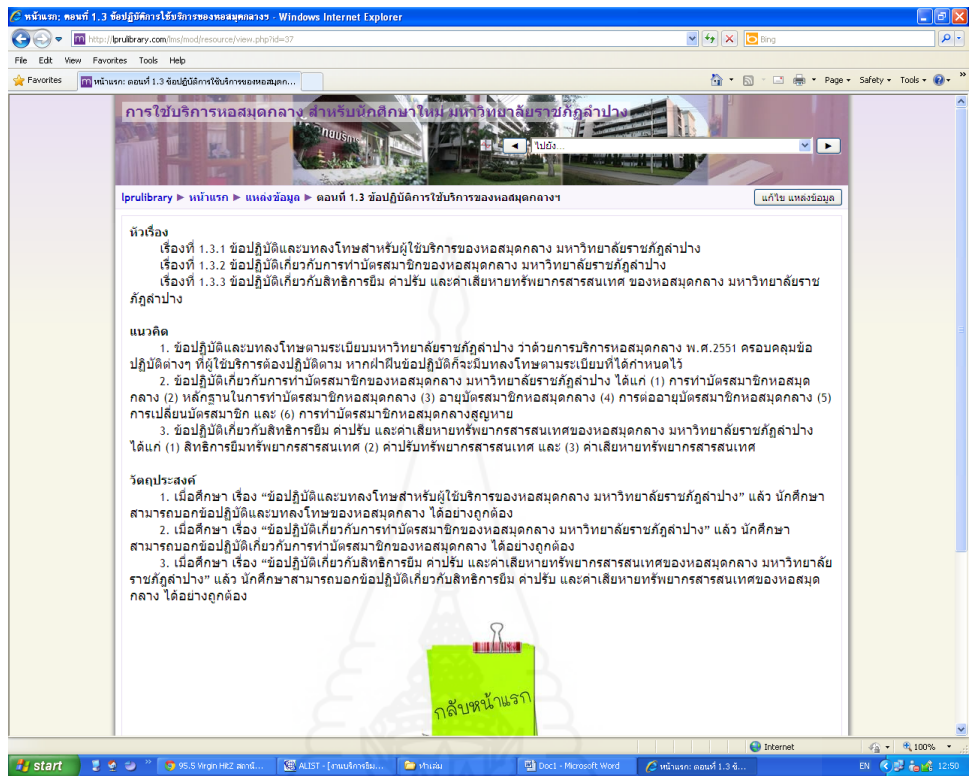 หน้าแรก: ตอนที่ 1.3 ข้อปฏิบัติการใช้บริการของหอสมุดกลางฯ - Windows Internet Explorer
http://lprulibrary.com/lms/mod/resource/view.php?id=37
Bing
File Edit View Favorites Tools Help
Favorites
หน้าแรก: ตอนที่ 1.3 ข้อปฏิบัติการใช้บริการของหอสมุดก...
Page Safety Tools
การใช้บริการหอสมุดกลาง สำหรับนักศึกษาใหม่ มหาวิทยาลัยราชภัฏลำปาง
ไปยัง...
lprulibrary ► หน้าแรก ► แหล่งข้อมูล ► ตอนที่ 1.3 ข้อปฏิบัติการใช้บริการของหอสมุดกลางฯ
แก้ไข แหล่งข้อมูล
หัวเรื่อง
เรื่องที่ 1.3.1 ข้อปฏิบัติและบทลงโทษสำหรับผู้ใช้บริการของหอสมุดกลาง มหาวิทยาลัยราชภัฏลำปาง
เรื่องที่ 1.3.2 ข้อปฏิบัติเกี่ยวกับการทำบัตรสมาชิกของหอสมุดกลาง มหาวิทยาลัยราชภัฏลำปาง
เรื่องที่ 1.3.3 ข้อปฏิบัติเกี่ยวกับสิทธิการยืม ค่าปรับ และค่าเสียหายทรัพยากรสารสนเทศ ของหอสมุดกลาง มหาวิทยาลัยราช
ภัฏลำปาง
แนวคิด
1. ข้อปฏิบัติและบทลงโทษตามระเบียบมหาวิทยาลัยราชภัฏลำปาง ว่าด้วยการบริการหอสมุดกลาง พ.ศ.2551 ครอบคลุมข้อ
ปฏิบัติต่างๆ ที่ผู้ใช้บริการต้องปฏิบัติตาม หากฝ่าฝืนข้อปฏิบัติก็จะมีบทลงโทษตามระเบียบที่ได้กำหนดไว้
2. ข้อปฏิบัติเกี่ยวกับการทำบัตรสมาชิกของหอสมุดกลาง มหาวิทยาลัยราชภัฏลำปาง ได้แก่ (1) การทำบัตรสมาชิกหอสมุด
กลาง (2) หลักฐานในการทำบัตรสมาชิกหอสมุดกลาง (3) อายุบัตรสมาชิกหอสมุดกลาง (4) การต่ออายุบัตรสมาชิกหอสมุดกลาง (5)
การเปลี่ยนบัตรสมาชิก และ (6) การทำบัตรสมาชิกหอสมุดกลางสูญหาย
3. ข้อปฏิบัติเกี่ยวกับสิทธิการยืม ค่าปรับ และค่าเสียหายทรัพยากรสารสนเทศของหอสมุดกลาง มหาวิทยาลัยราชภัฏลำปาง
ได้แก่ (1) สิทธิการยืมทรัพยากรสารสนเทศ (2) ค่าปรับทรัพยากรสารสนเทศ และ (3) ค่าเสียหายทรัพยากรสารสนเทศ
วัตถุประสงค์
1. เมื่อศึกษา เรื่อง “ข้อปฏิบัติและบทลงโทษสำหรับผู้ใช้บริการของหอสมุดกลาง มหาวิทยาลัยราชภัฏลำปาง” แล้ว นักศึกษา
สามารถบอกข้อปฏิบัติและบทลงโทษของหอสมุดกลาง ได้อย่างถูกต้อง
2. เมื่อศึกษา เรื่อง “ข้อปฏิบัติเกี่ยวกับการทำบัตรสมาชิกของหอสมุดกลาง มหาวิทยาลัยราชภัฏลำปาง” แล้ว นักศึกษา
สามารถบอกข้อปฏิบัติเกี่ยวกับการทำบัตรสมาชิกของหอสมุดกลาง ได้อย่างถูกต้อง
3. เมื่อศึกษา เรื่อง “ข้อปฏิบัติเกี่ยวกับสิทธิการยืม ค่าปรับ และค่าเสียหายทรัพยากรสารสนเทศของหอสมุดกลาง มหาวิทยาลัย
ราชภัฏลำปาง” แล้ว นักศึกษาสามารถบอกข้อปฏิบัติเกี่ยวกับสิทธิการยืม ค่าปรับ และค่าเสียหายทรัพยากรสารสนเทศของหอสมุด
กลาง ได้อย่างถูกต้อง
กลับหน้าแรก
Internet 100%
start
95.5 Virgin HitZ สถานี...
ALIST - [งานบริการยืม...
ทำเล่ม
Doc1 - Microsoft Word
หน้าแรก: ตอนที่ 1.3 ข้...
EN 12:50